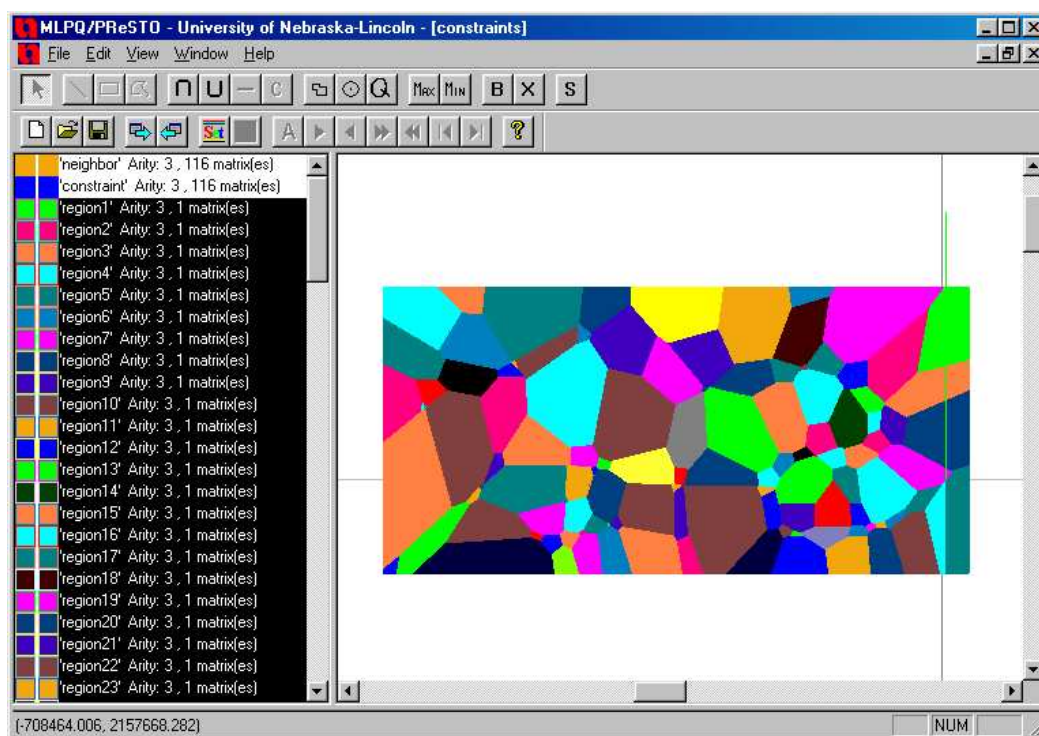 MLPQ/PReSTO - University of Nebraska-Lincoln - [constraints]
File Edit View Window Help
C Q MAX MIN B X S
Set A ?
'neighbor' Arity: 3 , 116 matrix(es)
'constraint' Arity: 3 , 116 matrix(es)
'region1' Arity: 3 , 1 matrix(es)
'region2' Arity: 3 , 1 matrix(es)
'region3' Arity: 3 , 1 matrix(es)
'region4' Arity: 3 , 1 matrix(es)
'region5' Arity: 3 , 1 matrix(es)
'region6' Arity: 3 , 1 matrix(es)
'region7' Arity: 3 , 1 matrix(es)
'region8' Arity: 3 , 1 matrix(es)
'region9' Arity: 3 , 1 matrix(es)
'region10' Arity: 3 , 1 matrix(es)
'region11' Arity: 3 , 1 matrix(es)
'region12' Arity: 3 , 1 matrix(es)
'region13' Arity: 3 , 1 matrix(es)
'region14' Arity: 3 , 1 matrix(es)
'region15' Arity: 3 , 1 matrix(es)
'region16' Arity: 3 , 1 matrix(es)
'region17' Arity: 3 , 1 matrix(es)
'region18' Arity: 3 , 1 matrix(es)
'region19' Arity: 3 , 1 matrix(es)
'region20' Arity: 3 , 1 matrix(es)
'region21' Arity: 3 , 1 matrix(es)
'region22' Arity: 3 , 1 matrix(es)
'region23' Arity: 3 , 1 matrix(es)
(-708464.006, 2157668.282) NUM